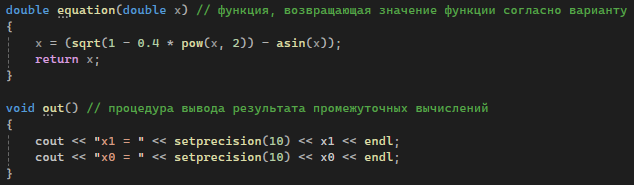 double equation(double x) // функция, возвращающая значение функции согласно варианту
{
    x = (sqrt(1 - 0.4 * pow(x, 2)) - asin(x));
    return x;
}

void out() // процедура вывода результата промежуточных вычислений
{
    cout << "x1 = " << setprecision(10) << x1 << endl;
    cout << "x0 = " << setprecision(10) << x0 << endl;
}